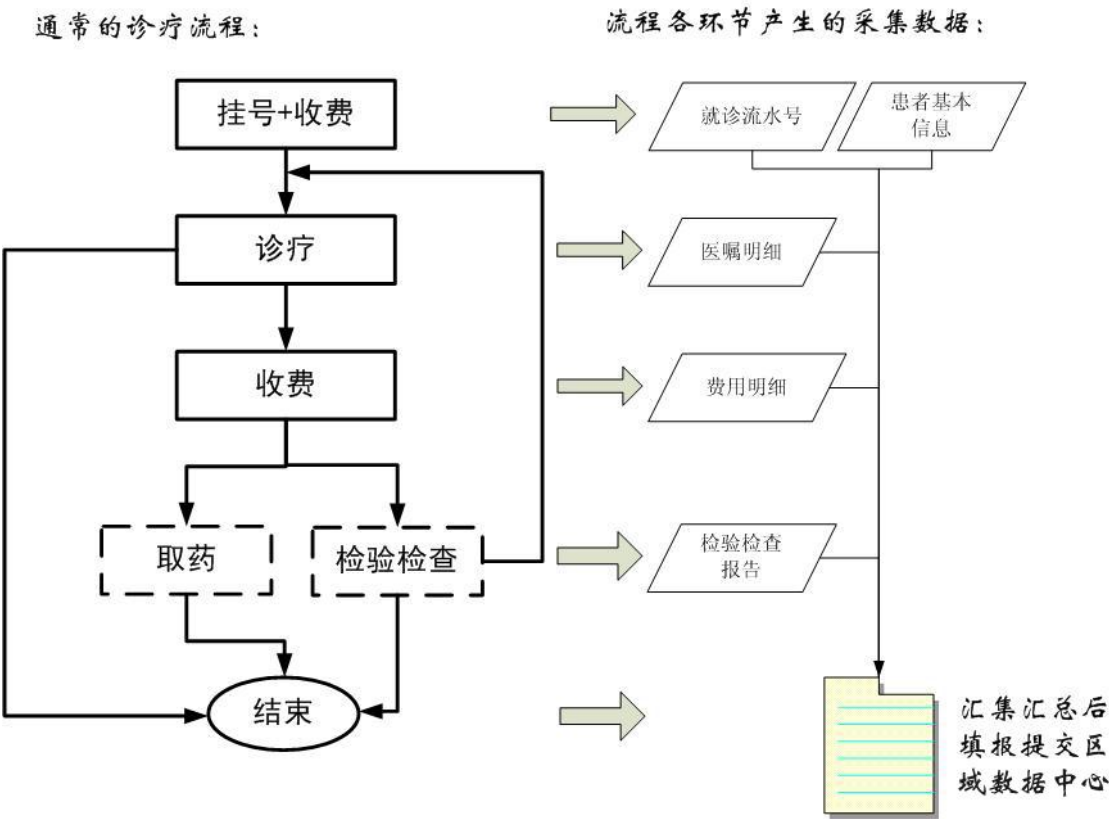 通常的诊疗流程：
流程各环节产生的采集数据：
挂号+收费
就诊流水号
患者基本
信息
诊疗
医嘱明细
收费
费用明细
取药
检验检查
检验检查
报告
结束
汇集汇总后
填报提交区
域数据中心